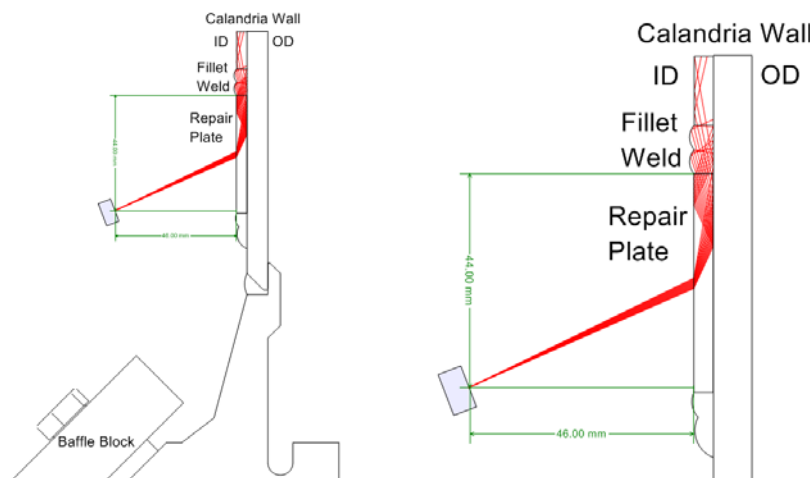 Calandria Wall
ID OD
Fillet
Weld
Repair
Plate
44.00 mm
46.00 mm
Baffle Block
Calandria Wall
ID OD
Fillet
Weld
Repair
Plate
44.00 mm
46.00 mm